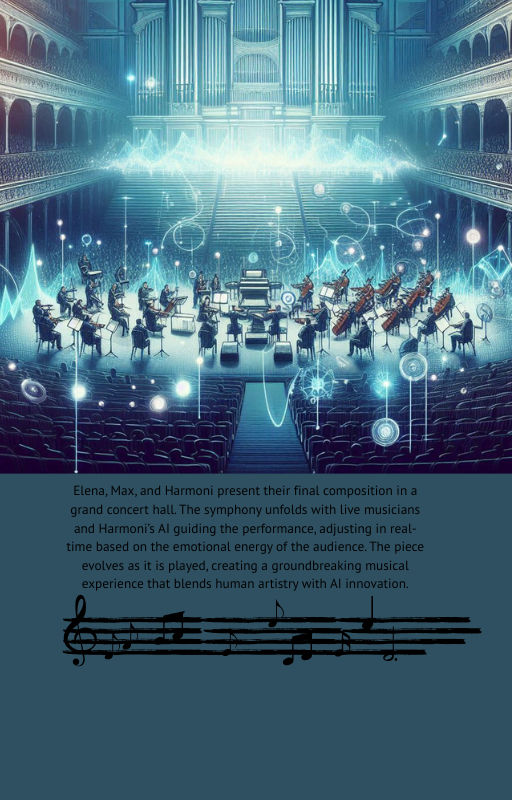 Elena, Max, and Harmoni present their final composition in a
grand concert hall. The symphony unfolds with live musicians
and Harmoni's AI guiding the performance, adjusting in real-
time based on the emotional energy of the audience. The piece
evolves as it is played, creating a groundbreaking musical
experience that blends human artistry with AI innovation.